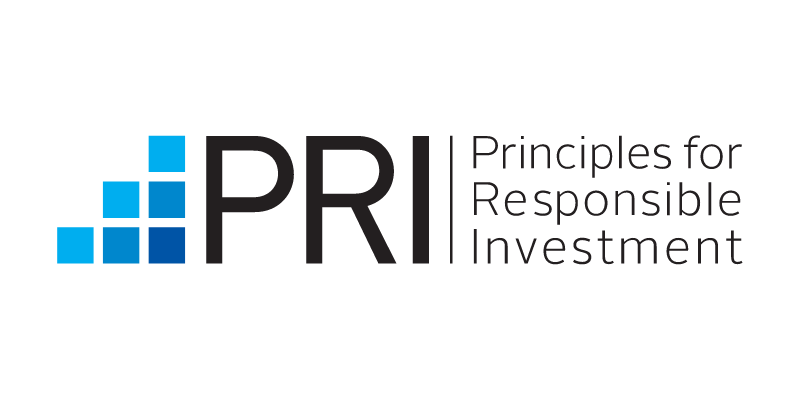 PRI
Principles for
Responsible
Investment